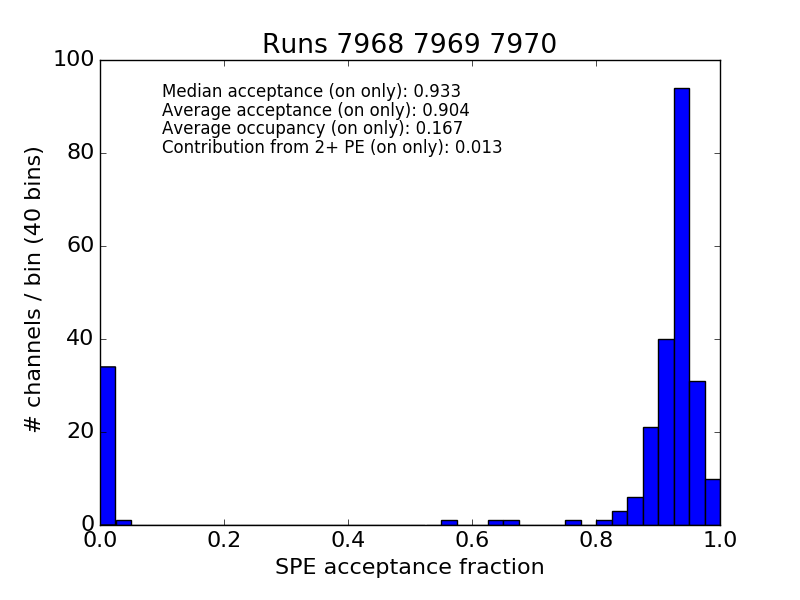 Runs 7968 7969 7970
Median acceptance (on only): 0.933
Average acceptance (on only): 0.904
Average occupancy (on only): 0.167
Contribution from 2+ PE (on only): 0.013
# channels / bin (40 bins)
100
80
60
40
20
0
0.0 0.2 0.4 0.6 0.8 1.0
SPE acceptance fraction